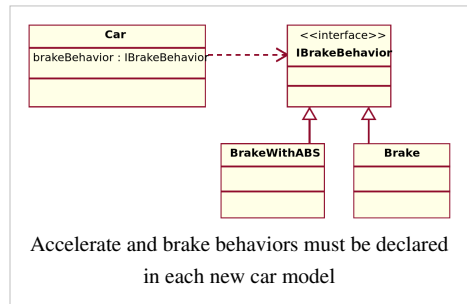 Car
brakeBehavior : IBrakeBehavior
<<interface>>
IBrakeBehavior
BrakeWithABS
Brake
Accelerate and brake behaviors must be declared
in each new car model